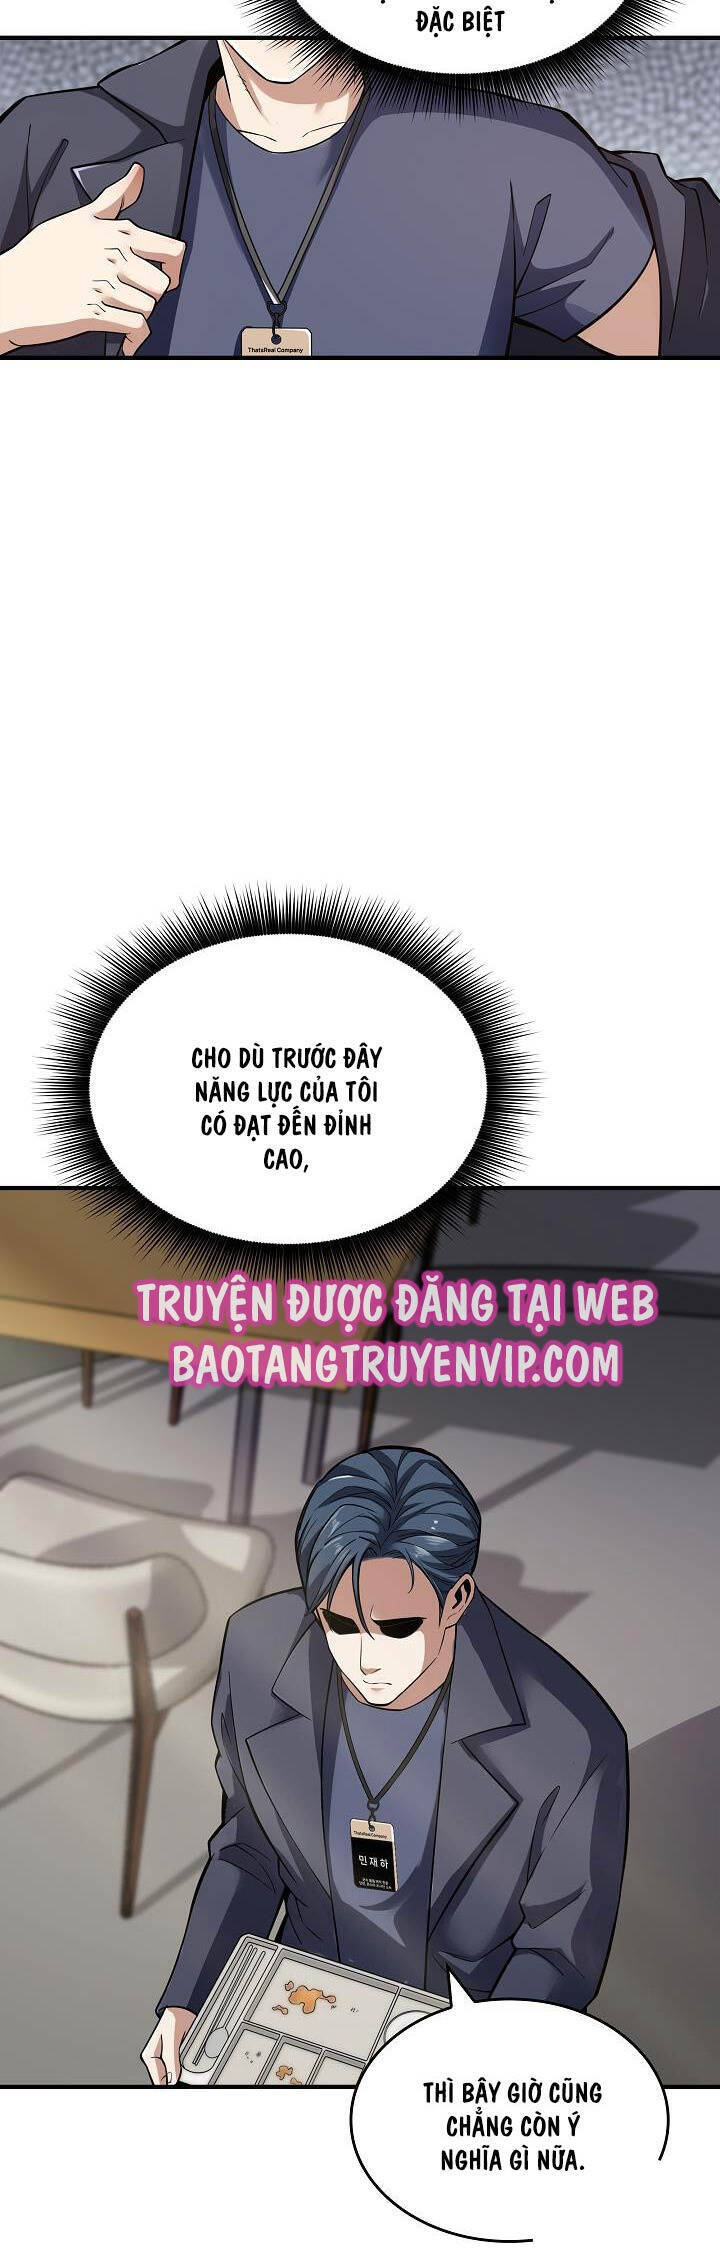 ĐẶC BIỆT
ThatsReal Company
CHO DÙ TRƯỚC ĐÂY
NĂNG LỰC CỦA TÔI
CÓ ĐẠT ĐẾN ĐỈNH
CAO,
TRUYỆN ĐƯỢC ĐĂNG TẠI WEB
BAOTANGTRUYENVIP.COM
ThatsReal Company
민재하
THÌ BÂY GIỜ CŨNG
CHẲNG CÒN Ý
NGHĨA GÌ NỮA.